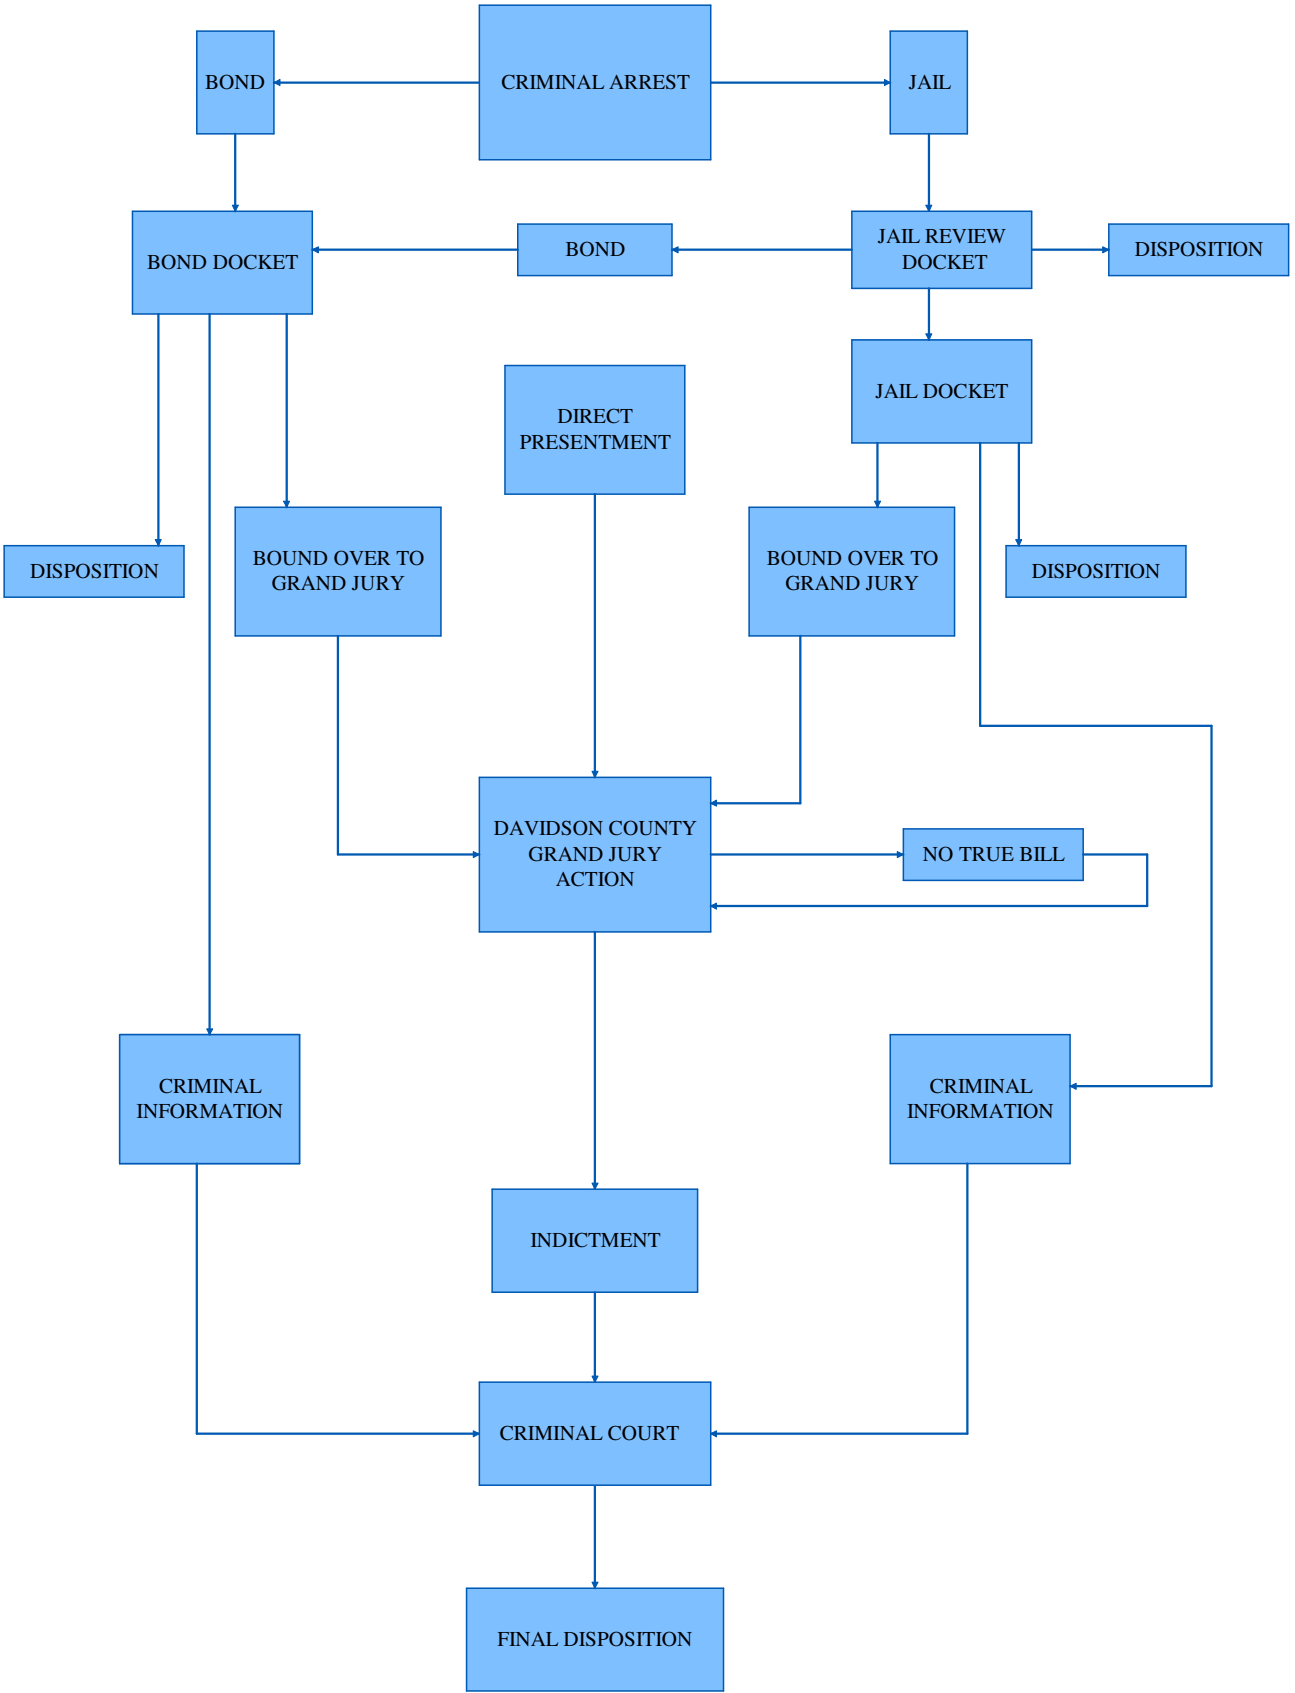 BOND
CRIMINAL ARREST
JAIL
BOND DOCKET
BOND
JAIL REVIEW
DOCKET
DISPOSITION
DIRECT
PRESENTMENT
JAIL DOCKET
DISPOSITION
BOUND OVER TO
GRAND JURY
BOUND OVER TO
GRAND JURY
DISPOSITION
DAVIDSON COUNTY
GRAND JURY
ACTION
NO TRUE BILL
CRIMINAL
INFORMATION
CRIMINAL
INFORMATION
INDICTMENT
CRIMINAL COURT
FINAL DISPOSITION